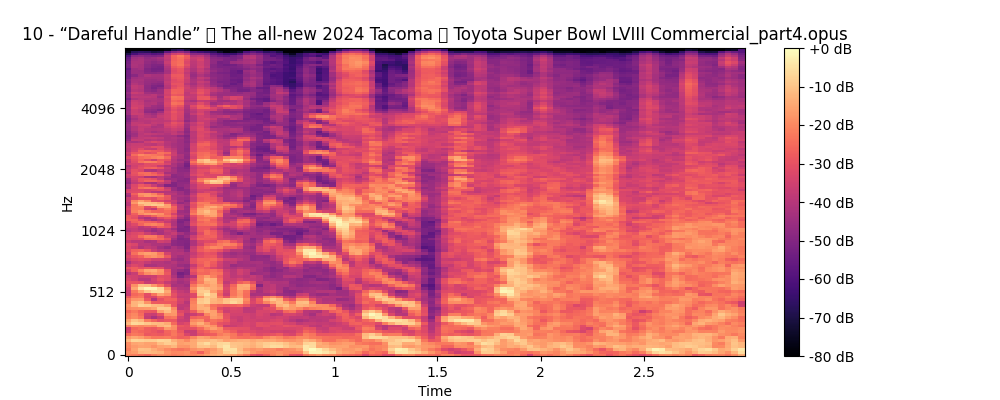 10 - “Dareful Handle” ▯ The all-new 2024 Tacoma ▯ Toyota Super Bowl LVIII Commercial_part4.opus
+0 dB
-10 dB
-20 dB
-30 dB
-40 dB
-50 dB
-60 dB
-70 dB
-80 dB
4096
2048
1024
512
0
Hz
0
0.5
1
1.5
2
2.5
Time